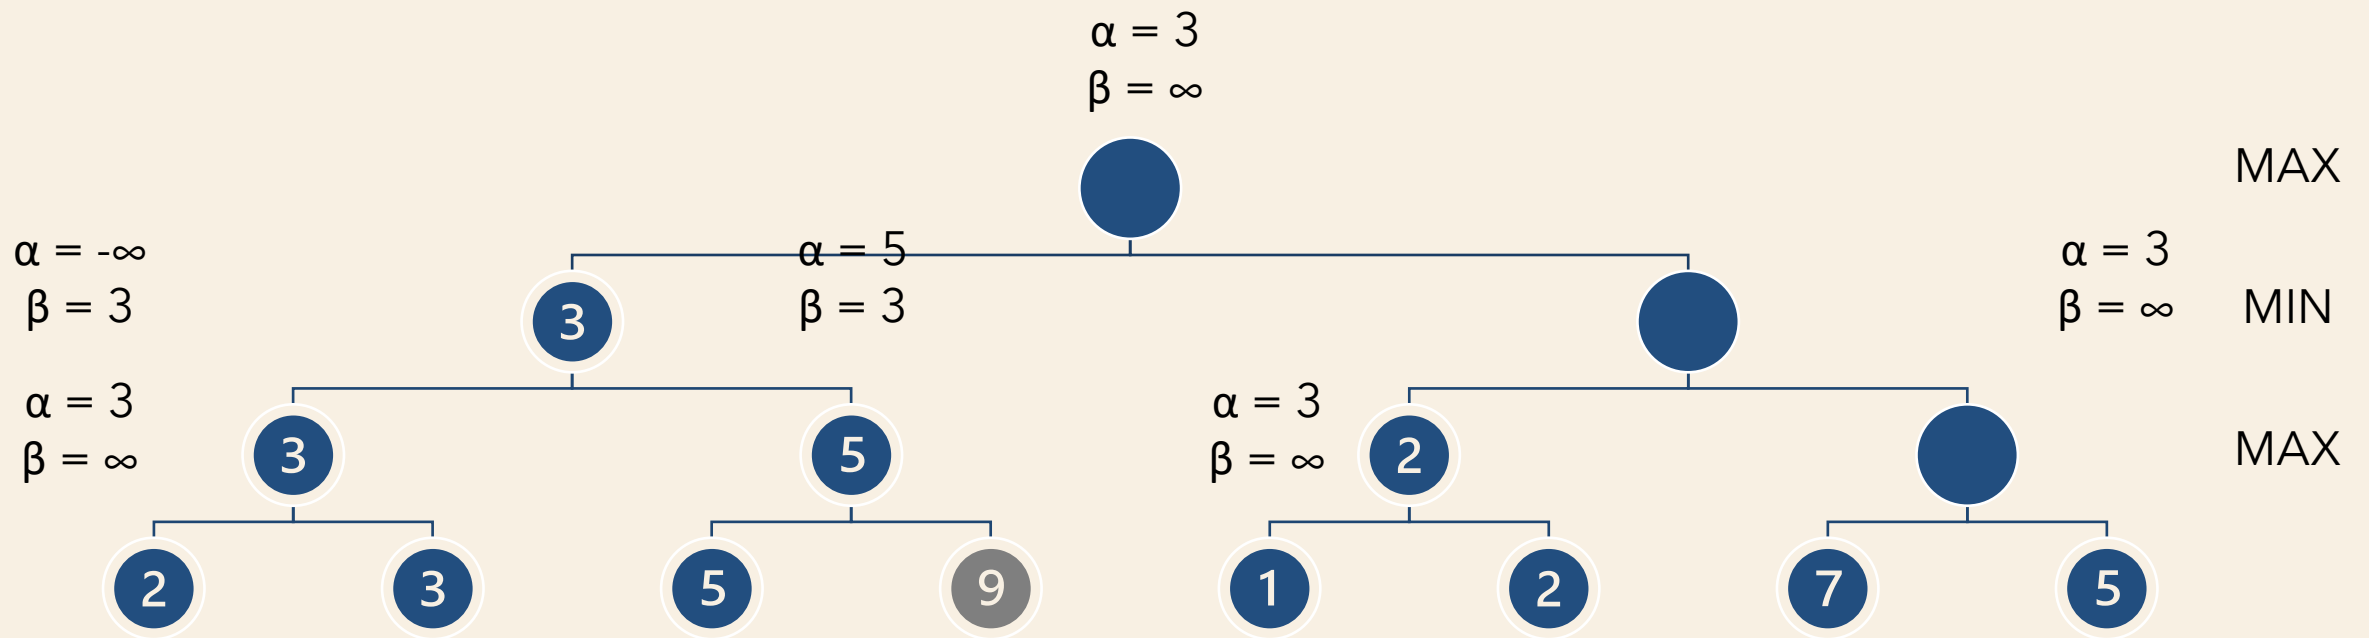 α = 3
β = ∞
MAX
α = -∞
β = 3
3
α = 5
β = 3
α = 3
β = ∞
MIN
α = 3
β = ∞
3
5
α = 3
β = ∞
2
MAX
2
3
5
9
1
2
7
5